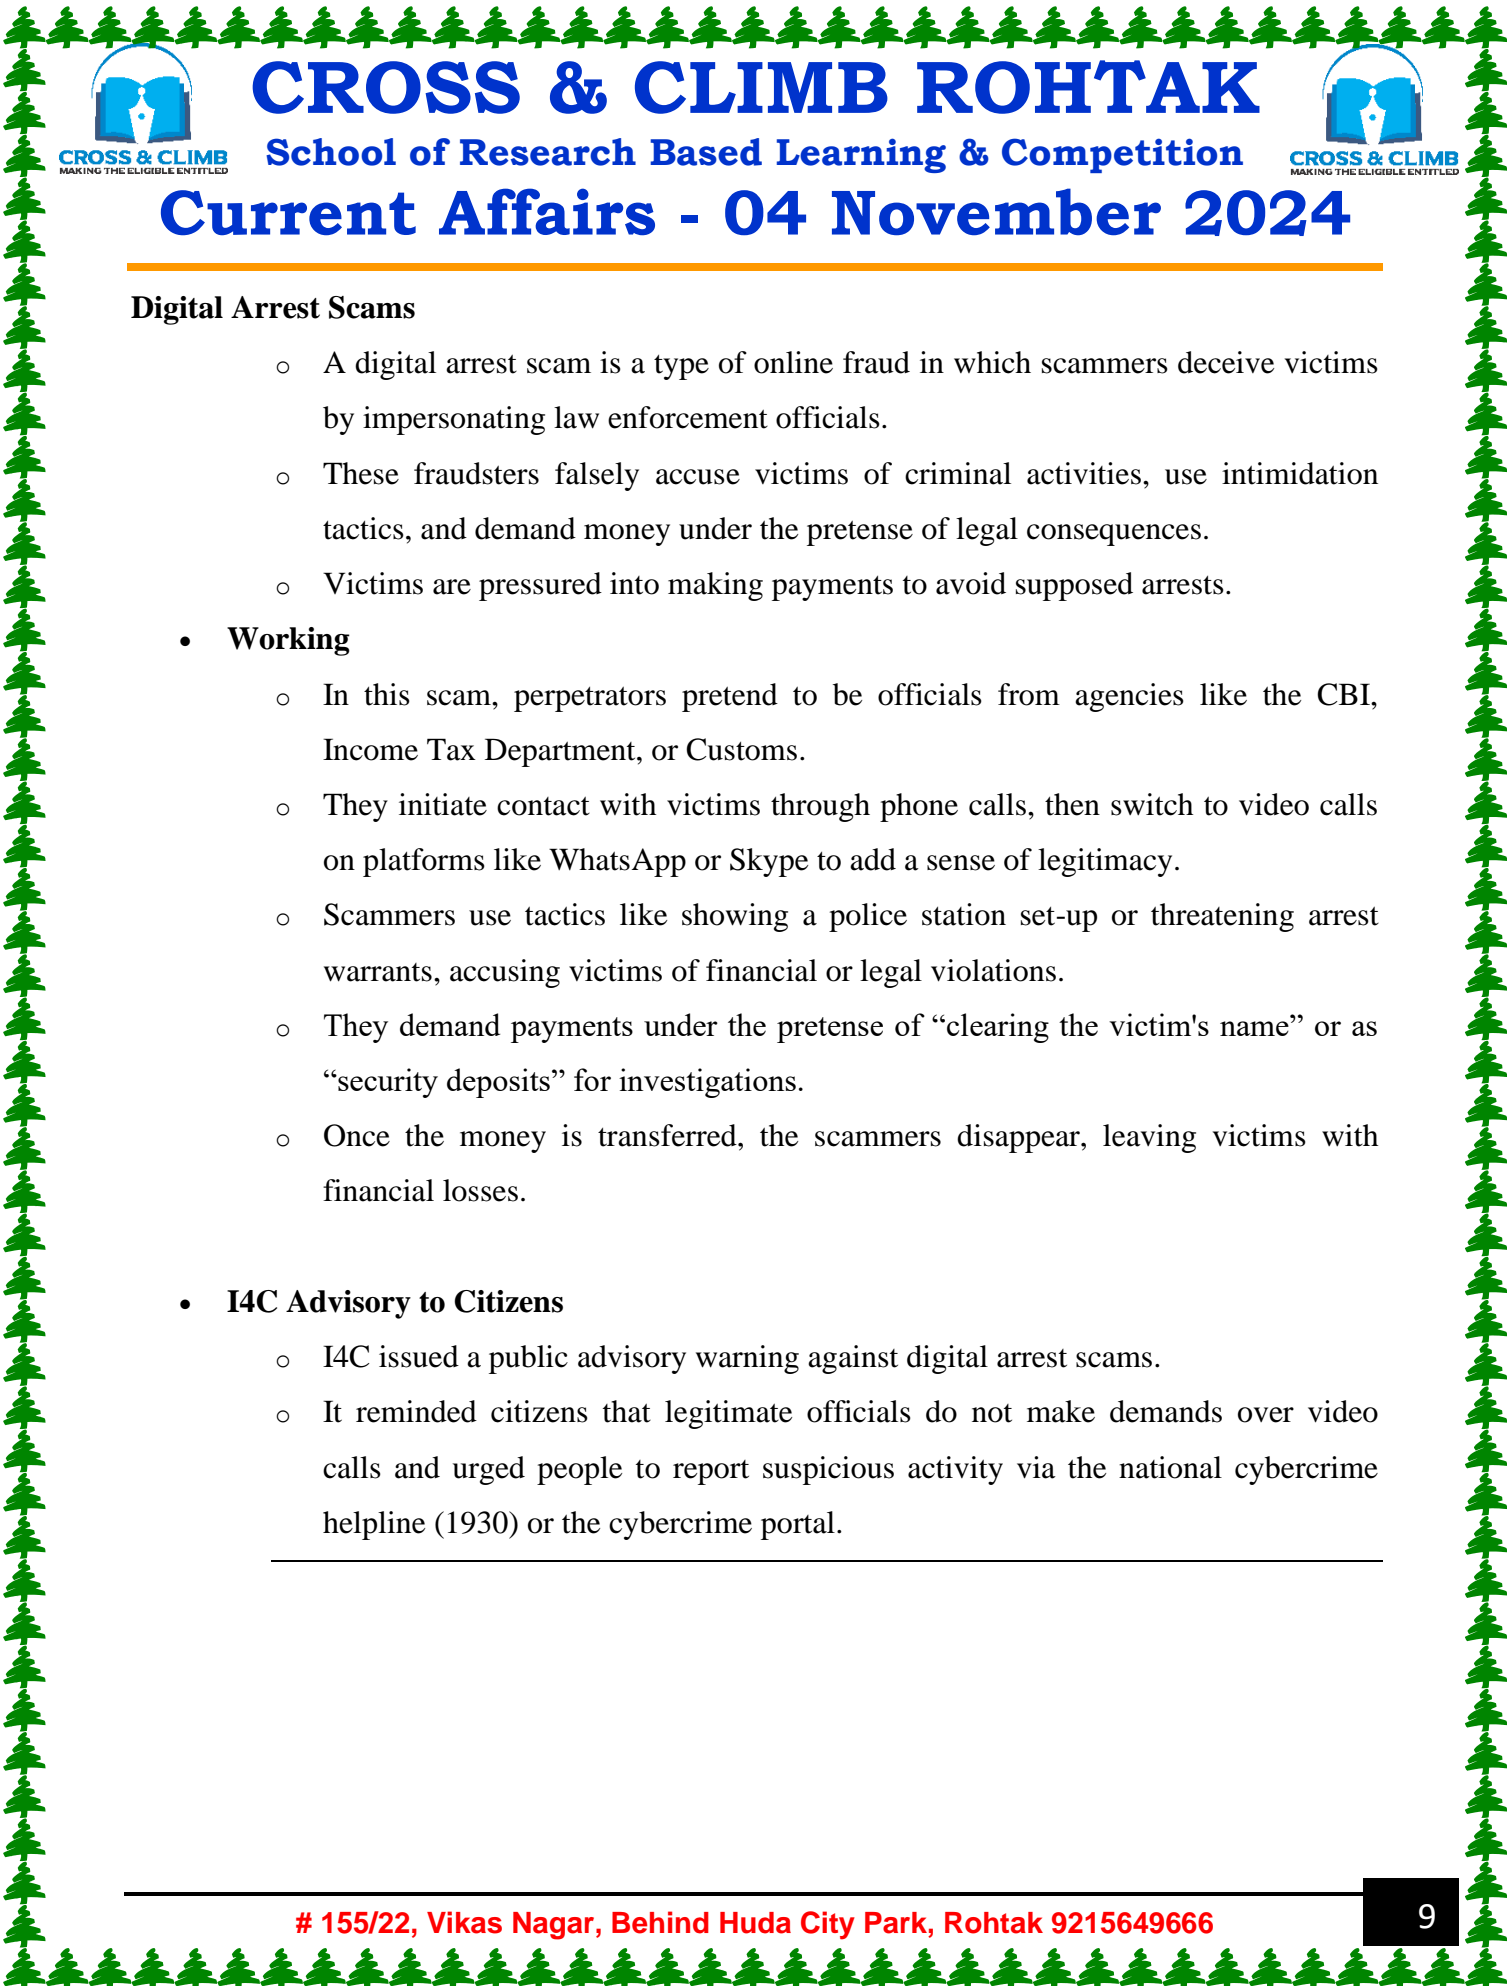 CROSS & CLIMB ROHTAK
School of Research Based Learning & Competition
CROSS & CLIMB
MAKING THE ELIGIBLE ENTITLED
CROSS & CLIMB
MAKING THE ELIGIBLE ENTITLED
Current Affairs - 04 November 2024
Digital Arrest Scams
o A digital arrest scam is a type of online fraud in which scammers deceive victims
by impersonating law enforcement officials.
o These fraudsters falsely accuse victims of criminal activities, use intimidation
tactics, and demand money under the pretense of legal consequences.
o Victims are pressured into making payments to avoid supposed arrests.
• Working
o In this scam, perpetrators pretend to be officials from agencies like the CBI,
Income Tax Department, or Customs.
o They initiate contact with victims through phone calls, then switch to video calls
on platforms like WhatsApp or Skype to add a sense of legitimacy.
o Scammers use tactics like showing a police station set-up or threatening arrest
warrants, accusing victims of financial or legal violations.
o They demand payments under the pretense of “clearing the victim's name” or as
“security deposits” for investigations.
o Once the money is transferred, the scammers disappear, leaving victims with
financial losses.
• I4C Advisory to Citizens
o I4C issued a public advisory warning against digital arrest scams.
o It reminded citizens that legitimate officials do not make demands over video
calls and urged people to report suspicious activity via the national cybercrime
helpline (1930) or the cybercrime portal.
# 155/22, Vikas Nagar, Behind Huda City Park, Rohtak 9215649666
9